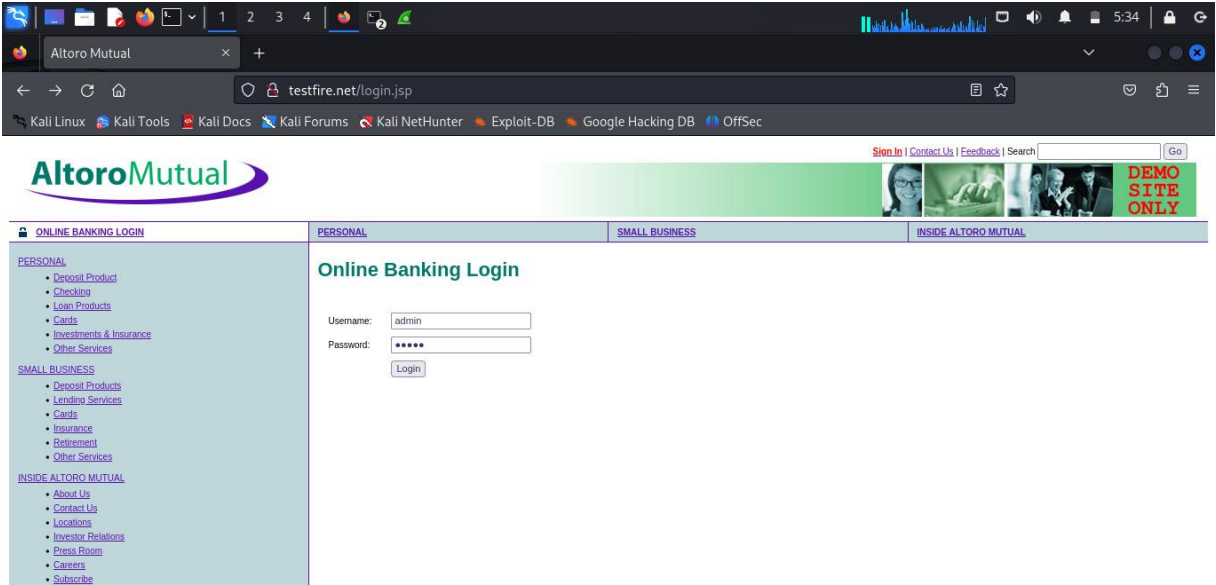 1 2 3 4 2 5:34
Altoro Mutual
testfire.net/login.jsp
Kali Linux Kali Tools Kali Docs Kali Forums Kali NetHunter Exploit-DB Google Hacking DB OffSec
Sign In | Contact Us | Feedback | Search Go
AltoroMutual
DEMO
SITE
ONLY
ONLINE BANKING LOGIN PERSONAL SMALL BUSINESS INSIDE ALTORO MUTUAL
PERSONAL
• Deposit Product
• Checking
• Loan Products
• Cards
• Investments & Insurance
• Other Services
SMALL BUSINESS
• Deposit Products
• Lending Services
• Cards
• Insurance
• Retirement
• Other Services
INSIDE ALTORO MUTUAL
• About Us
• Contact Us
• Locations
• Investor Relations
• Press Room
• Careers
• Subscribe
Online Banking Login
Username: admin
Password: •••••
Login